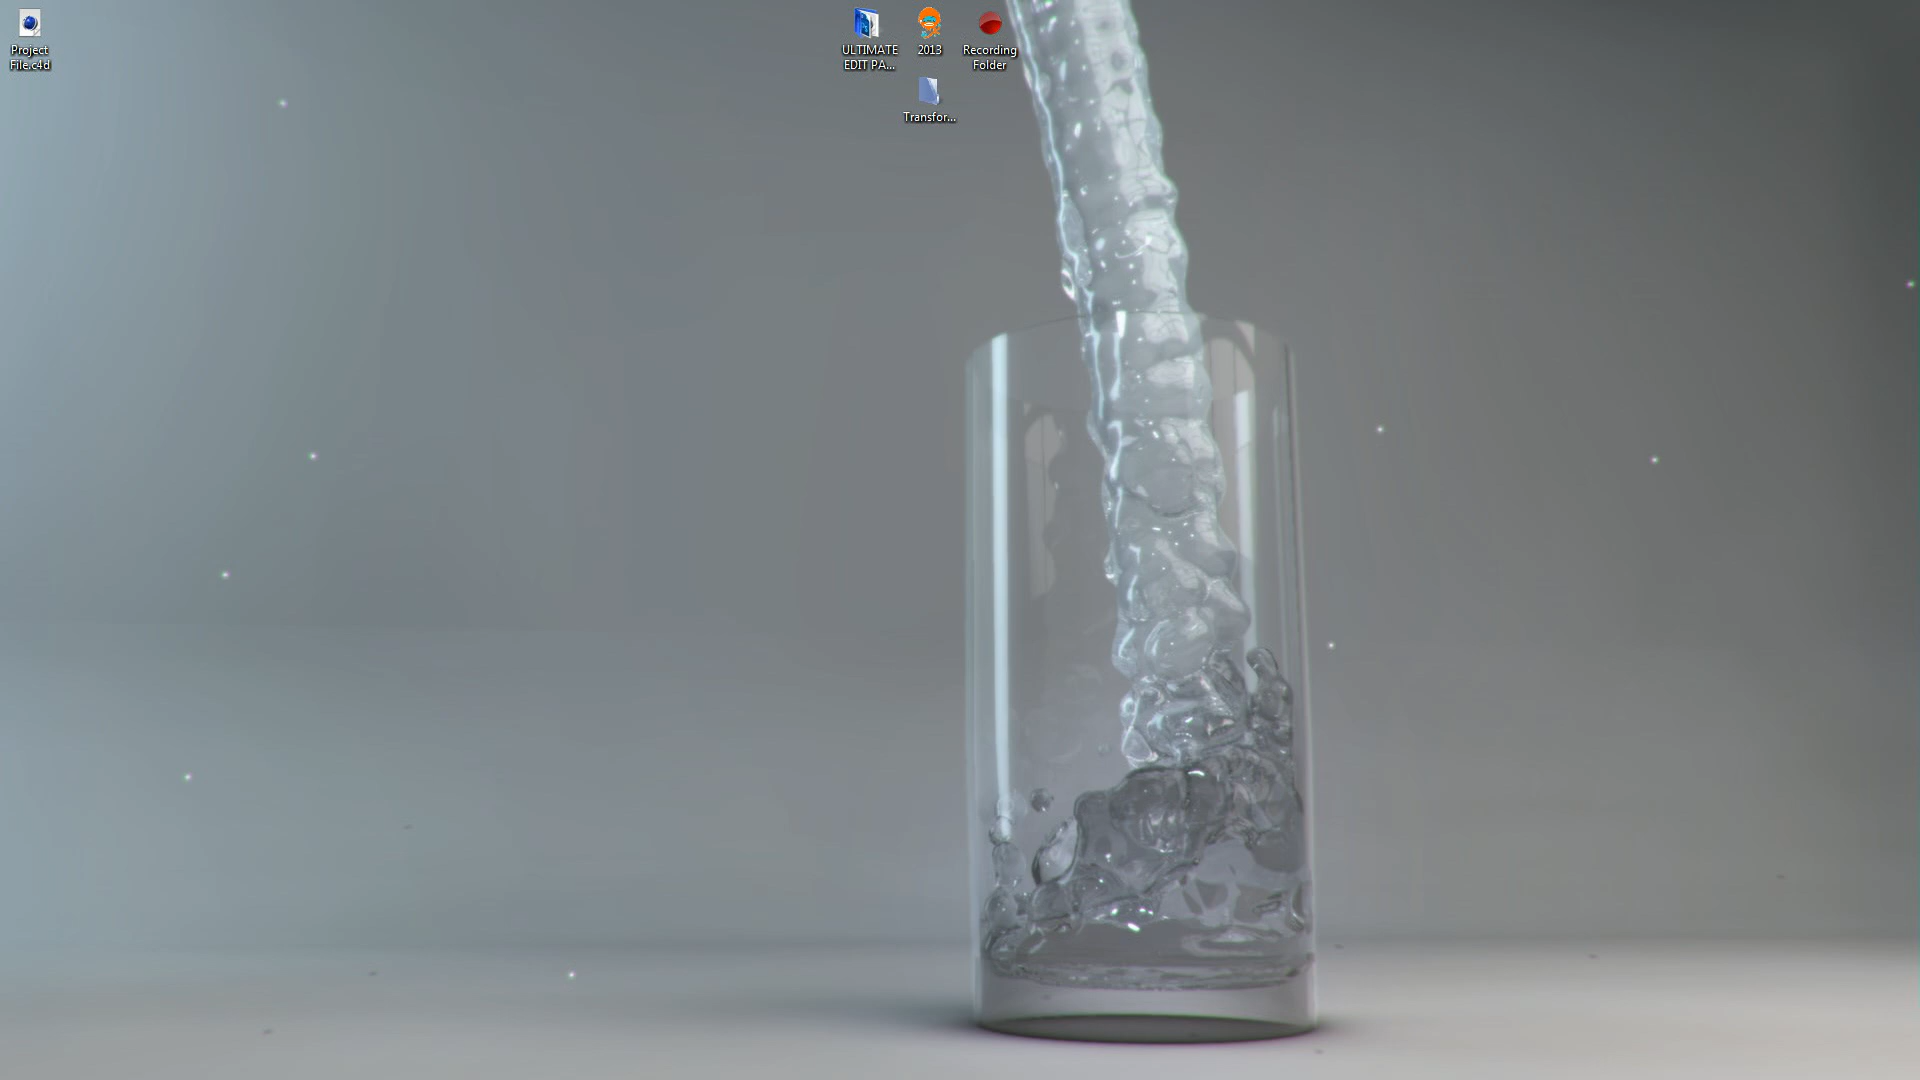 Project
File.c4d
ULTIMATE
EDIT PA...
2013
Recording
Folder
Transfor...